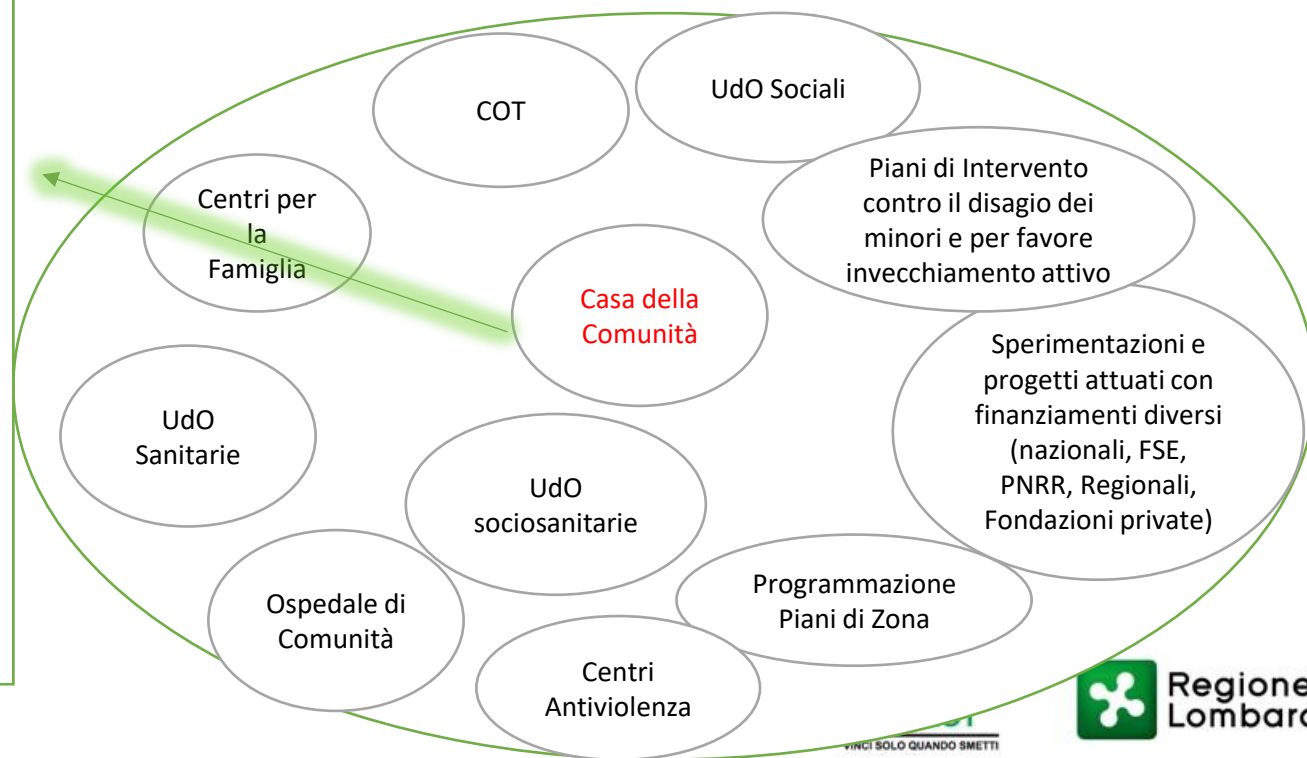 COT
UdO Sociali
Piani di Intervento
contro il disagio dei
minori e per favore
invecchiamento attivo
Centri per
la
Famiglia
Casa della
Comunità
Sperimentazioni e
progetti attuati con
finanziamenti diversi
(nazionali, FSE,
PNRR, Regionali,
Fondazioni private)
UdO
Sanitarie
UdO
sociosanitarie
Programmazione
Piani di Zona
Ospedale di
Comunità
Centri
Antiviolenza
VINCI SOLO QUANDO SMETTI
Regione
Lombard